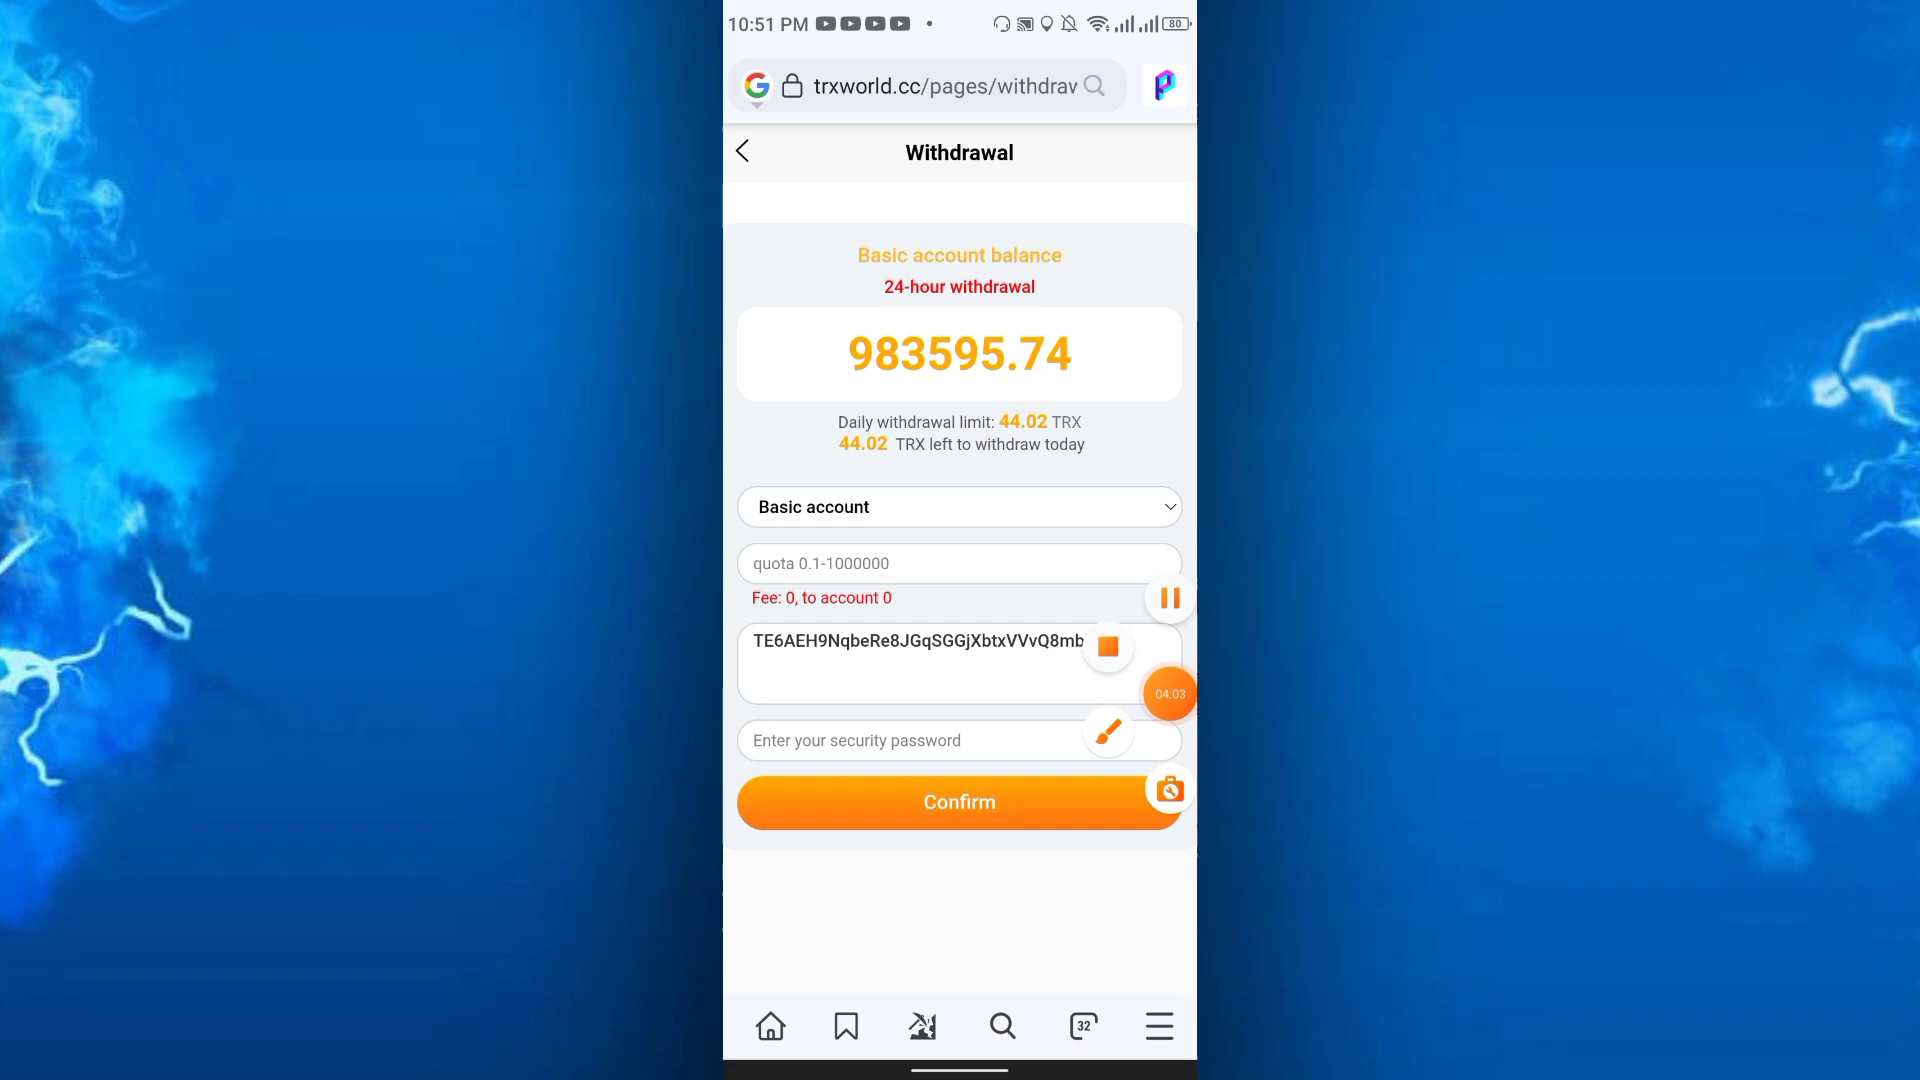 10:51 PM
80
trxworld.cc/pages/withdraw
Withdrawal
Basic account balance
24-hour withdrawal
983595.74
Daily withdrawal limit: 44.02 TRX
44.02 TRX left to withdraw today
Basic account
quota 0.1-1000000
Fee: 0, to account 0
TE6AEH9NqbeRe8JGqSGGjXbtxVVvQ8mb
04:03
Enter your security password
Confirm
32